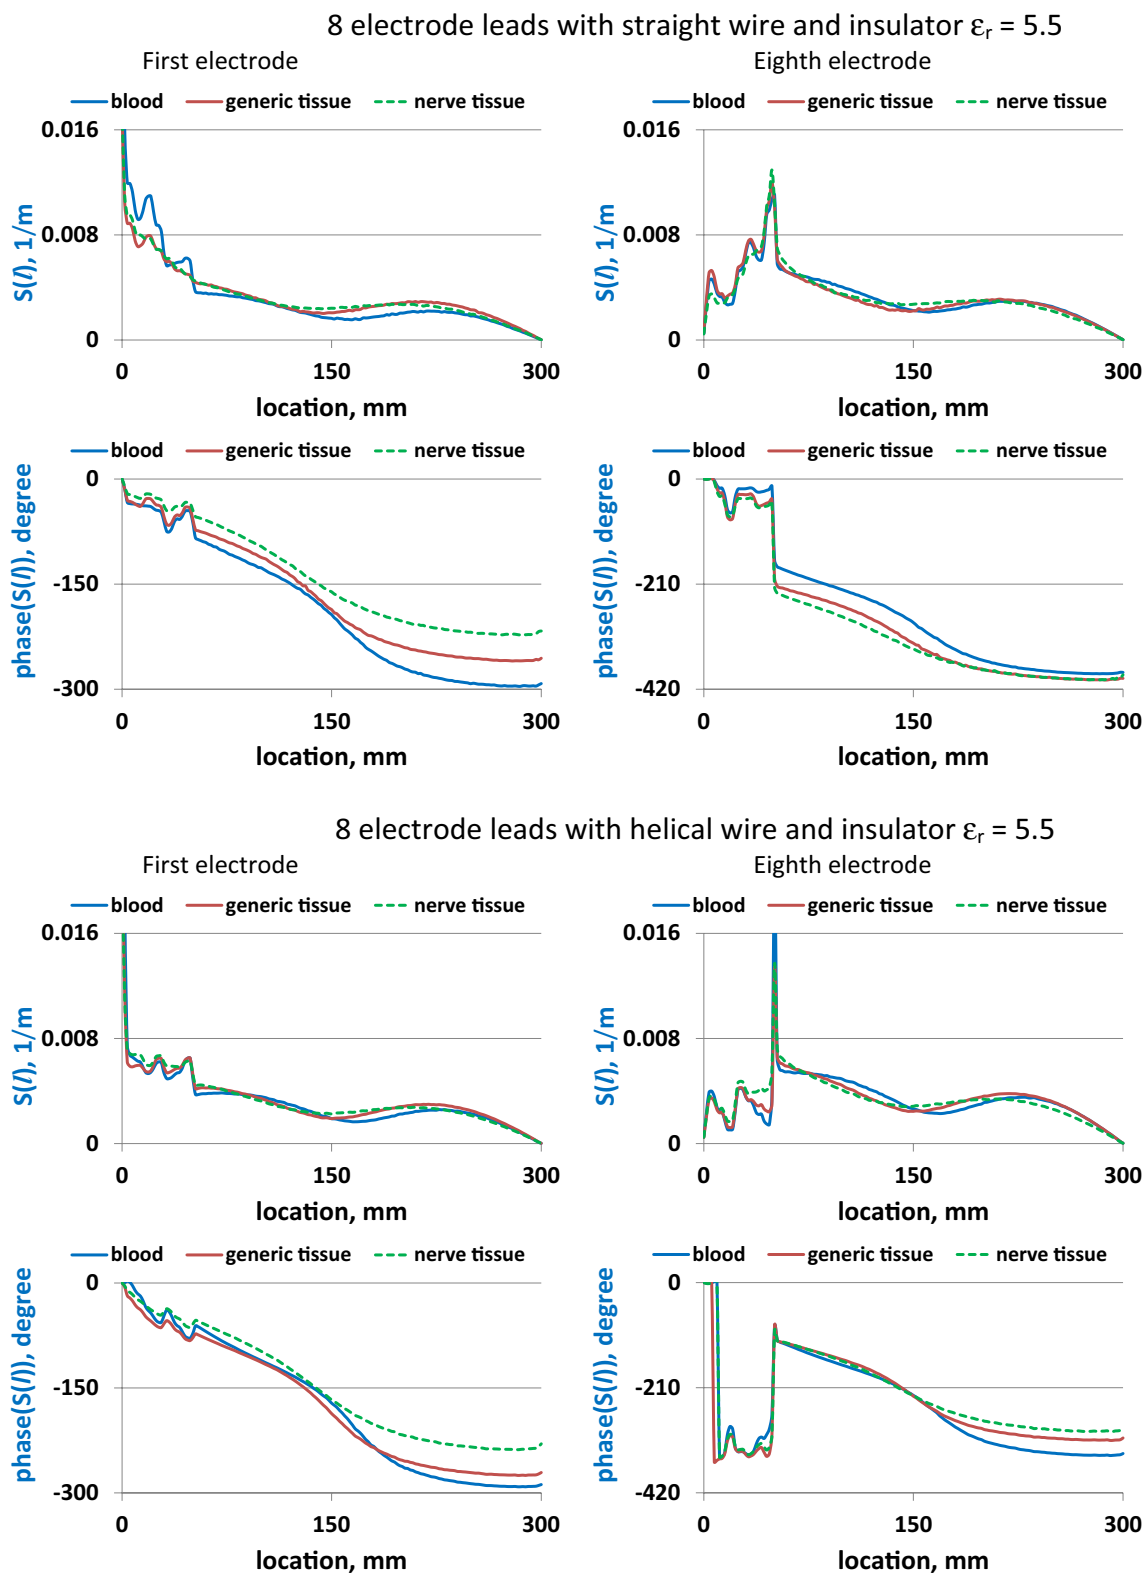 8 electrode leads with straight wire and insulator εr = 5.5
First electrode
Eighth electrode
blood generic tissue nerve tissue
blood generic tissue nerve tissue
S(l), 1/m
0.016
0.008
0
0 150 300
location, mm
S(l), 1/m
0.016
0.008
0
0 150 300
location, mm
blood generic tissue nerve tissue
blood generic tissue nerve tissue
phase(S(l)), degree
0
-150
-300
0 150 300
location, mm
phase(S(l)), degree
0
-210
-420
0 150 300
location, mm
8 electrode leads with helical wire and insulator εr = 5.5
First electrode
Eighth electrode
blood generic tissue nerve tissue
blood generic tissue nerve tissue
S(l), 1/m
0.016
0.008
0
0 150 300
location, mm
S(l), 1/m
0.016
0.008
0
0 150 300
location, mm
blood generic tissue nerve tissue
blood generic tissue nerve tissue
phase(S(l)), degree
0
-150
-300
0 150 300
location, mm
phase(S(l)), degree
0
-210
-420
0 150 300
location, mm